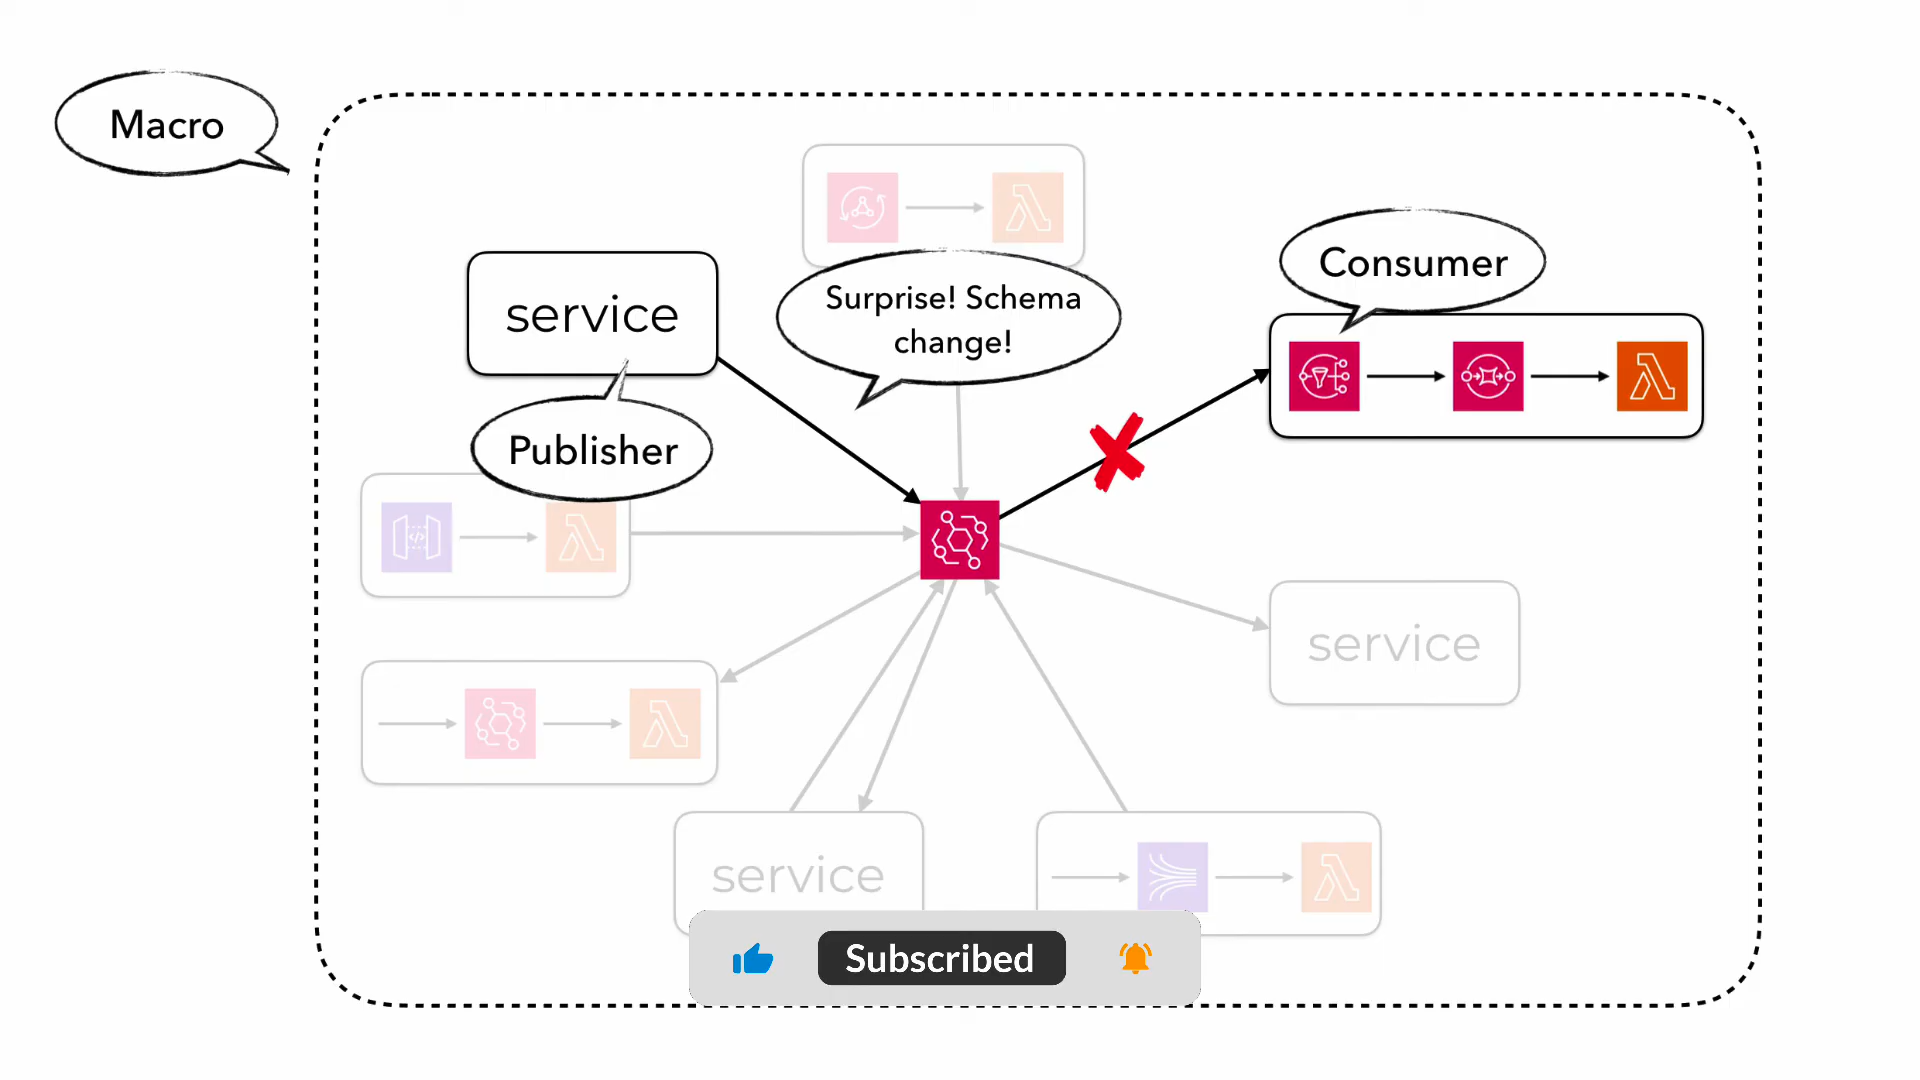 Macro
service
Surprise! Schema
change!
Consumer
Publisher
service
service
Subscribed